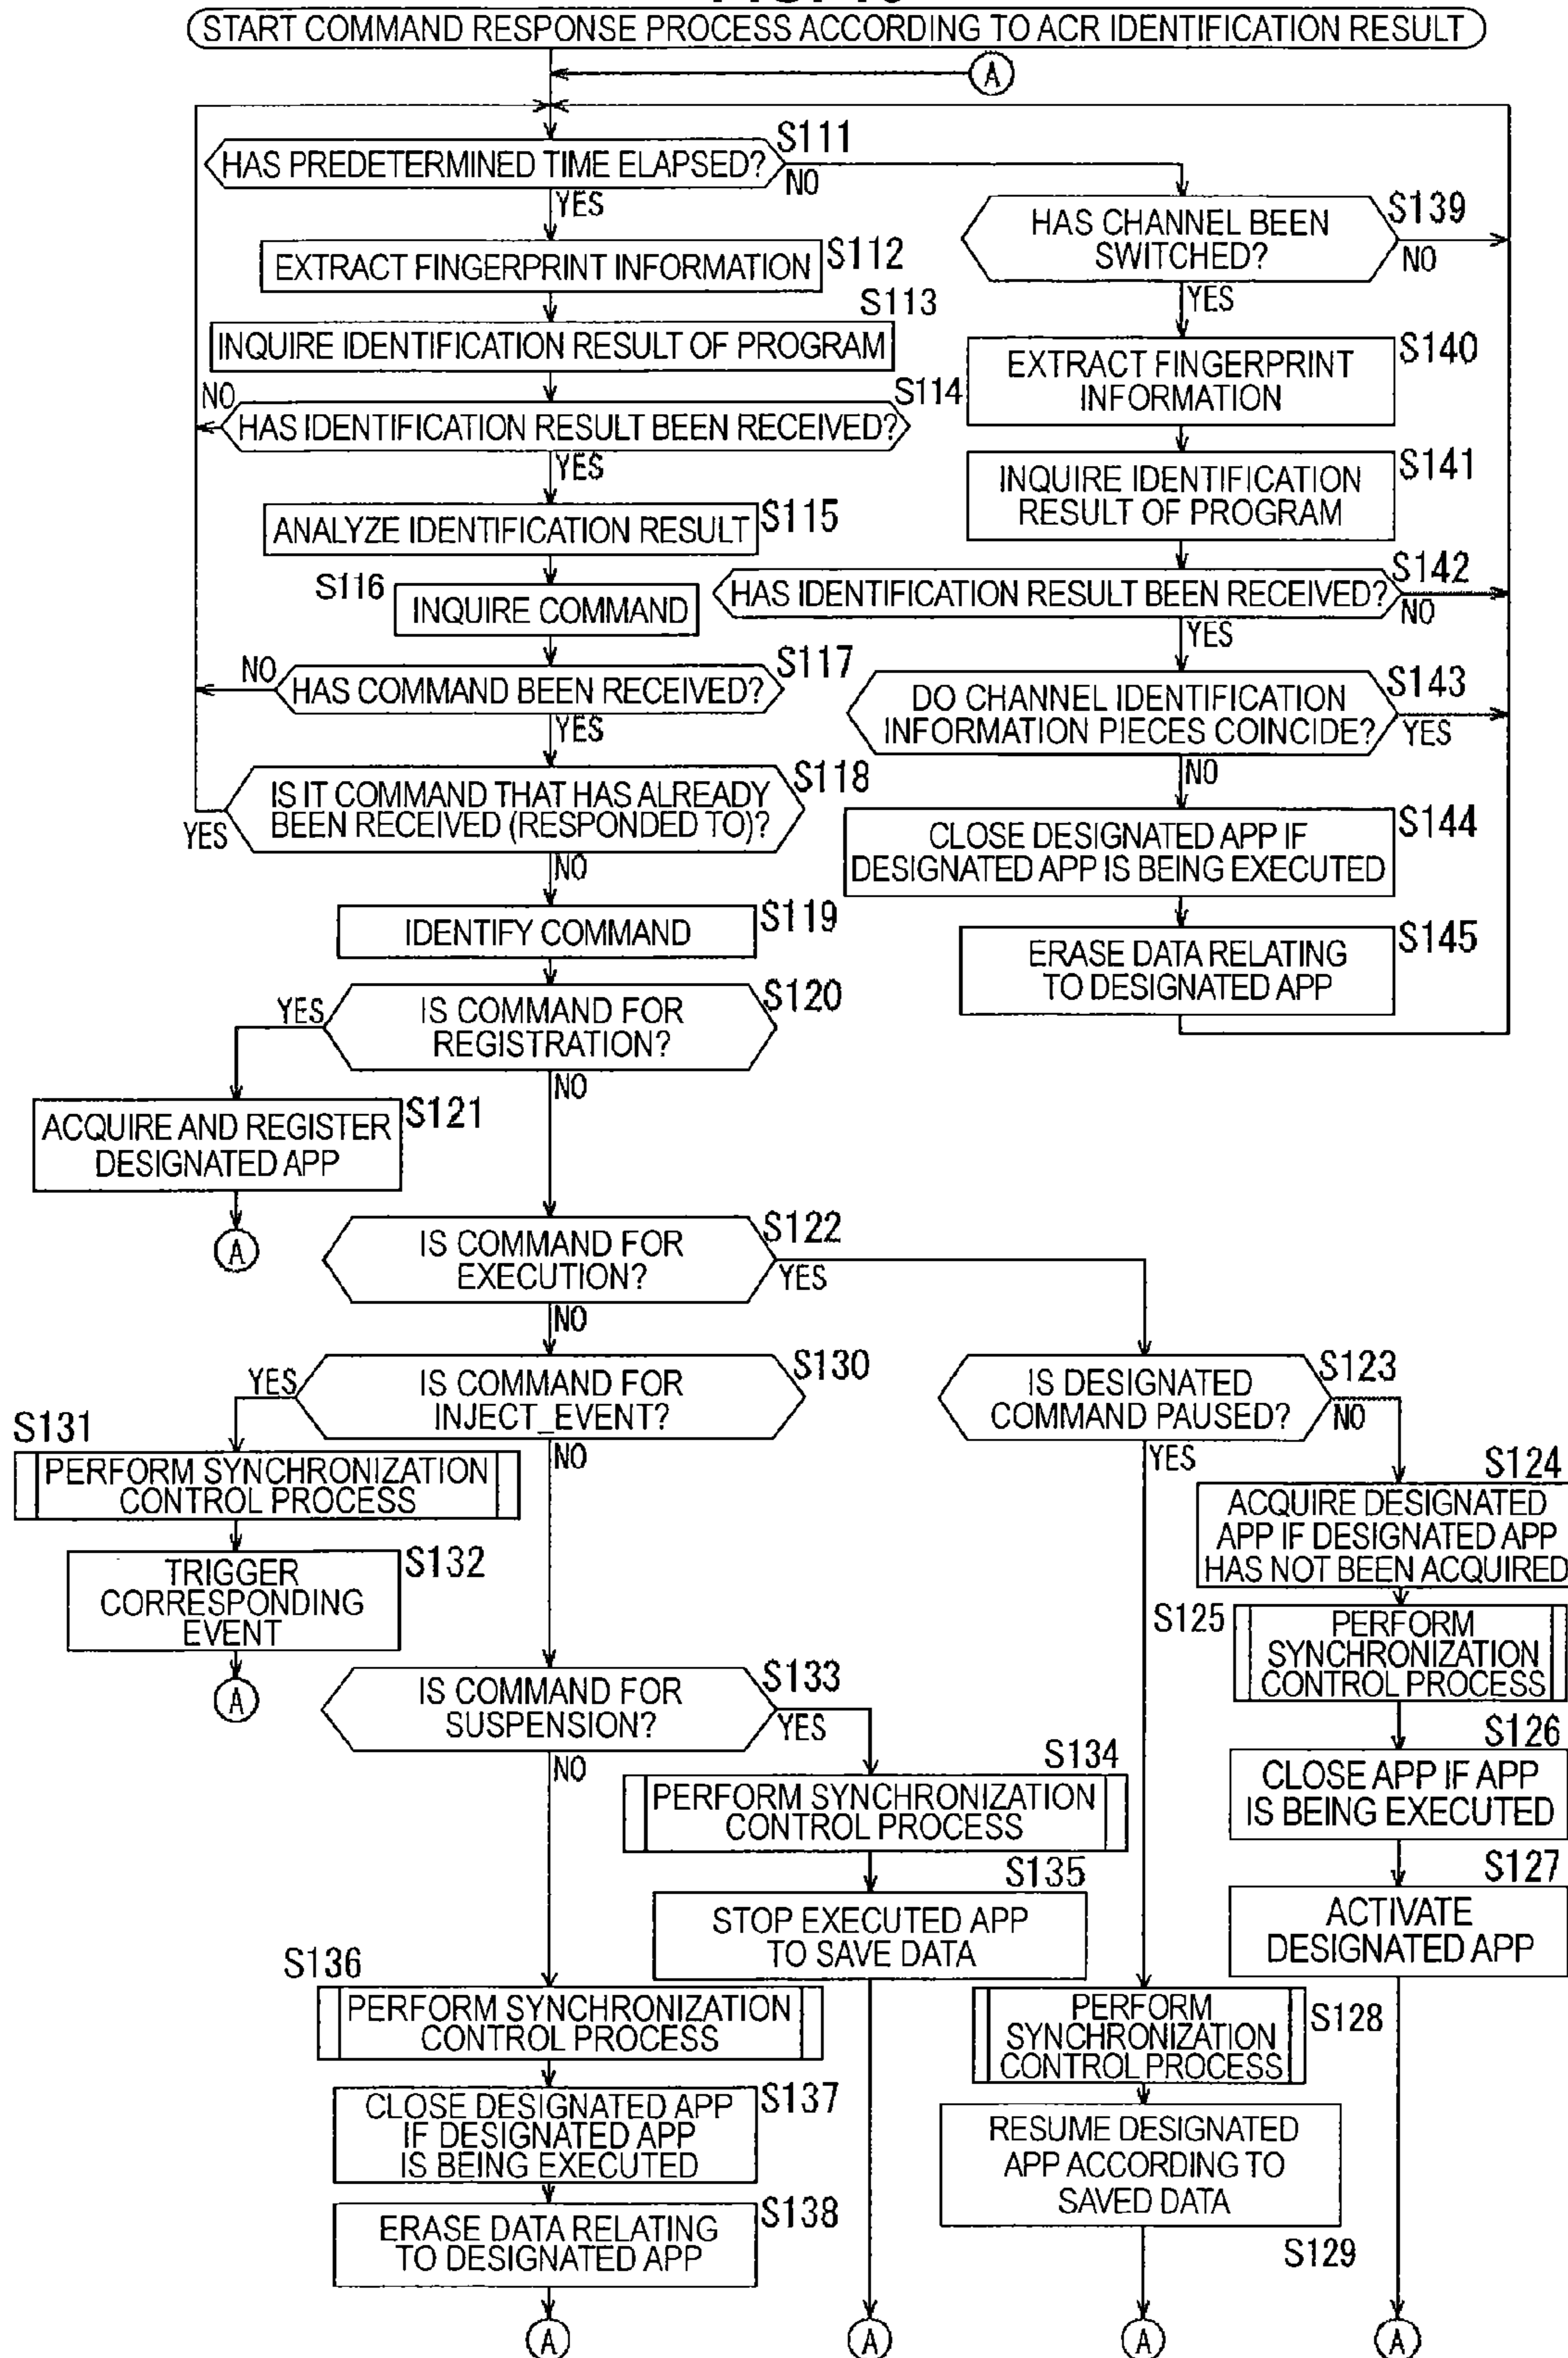 START COMMAND RESPONSE PROCESS ACCORDING TO ACR IDENTIFICATION RESULT
A
HAS PREDETERMINED TIME ELAPSED?
S111
NO
YES
EXTRACT FINGERPRINT INFORMATION
S112
S113
INQUIRE IDENTIFICATION RESULT OF PROGRAM
S114
NO
HAS IDENTIFICATION RESULT BEEN RECEIVED?
YES
ANALYZE IDENTIFICATION RESULT
S115
S116
INQUIRE COMMAND
NO
HAS COMMAND BEEN RECEIVED?
S117
YES
IS IT COMMAND THAT HAS ALREADY
BEEN RECEIVED (RESPONDED TO)?
S118
YES
NO
IDENTIFY COMMAND
S119
YES
IS COMMAND FOR
REGISTRATION?
S120
NO
ACQUIRE AND REGISTER
DESIGNATED APP
S121
A
HAS CHANNEL BEEN
SWITCHED?
S139
NO
YES
EXTRACT FINGERPRINT
INFORMATION
S140
INQUIRE IDENTIFICATION
RESULT OF PROGRAM
S141
HAS IDENTIFICATION RESULT BEEN RECEIVED?
S142
NO
YES
DO CHANNEL IDENTIFICATION
INFORMATION PIECES COINCIDE?
S143
YES
NO
CLOSE DESIGNATED APP IF
DESIGNATED APP IS BEING EXECUTED
S144
ERASE DATA RELATING
TO DESIGNATED APP
S145
IS COMMAND FOR
EXECUTION?
S122
YES
NO
YES
IS COMMAND FOR
INJECT_EVENT?
S130
NO
S131
PERFORM SYNCHRONIZATION
CONTROL PROCESS
TRIGGER
CORRESPONDING
EVENT
S132
A
IS DESIGNATED
COMMAND PAUSED?
S123
NO
YES
S124
ACQUIRE DESIGNATED
APP IF DESIGNATED APP
HAS NOT BEEN ACQUIRED
S125
PERFORM
SYNCHRONIZATION
CONTROL PROCESS
S126
CLOSE APP IF APP
IS BEING EXECUTED
S127
ACTIVATE
DESIGNATED APP
IS COMMAND FOR
SUSPENSION?
S133
YES
NO
S134
PERFORM SYNCHRONIZATION
CONTROL PROCESS
S135
STOP EXECUTED APP
TO SAVE DATA
S136
PERFORM SYNCHRONIZATION
CONTROL PROCESS
CLOSE DESIGNATED APP
IF DESIGNATED APP
IS BEING EXECUTED
S137
ERASE DATA RELATING
TO DESIGNATED APP
S138
PERFORM
SYNCHRONIZATION
CONTROL PROCESS
S128
RESUME DESIGNATED
APP ACCORDING TO
SAVED DATA
S129
A
A
A
A